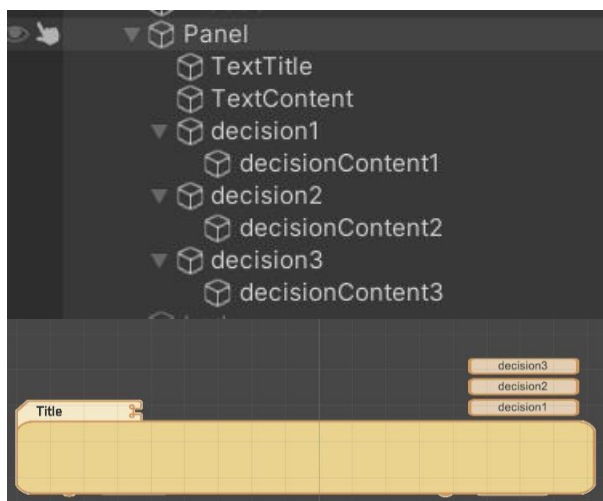 Panel
TextTitle
TextContent
decision1
decisionContent1
decision2
decisionContent2
decision3
decisionContent3
decision3
decision2
Title
decision1